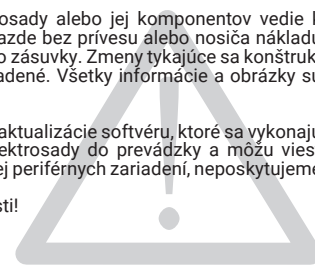 osady alebo jej komponentov vedie
azde bez prívesu alebo nosiča nákladu
o zásuvky. Zmeny týkajúce sa konštruk
adené. Všetky informácie a obrázky sú
aktualizácie softvéru, ktoré sa vykonajú
ektrosady do prevádzky a môžu vies
ej periférnych zariadení, neposkytujeme
sti!